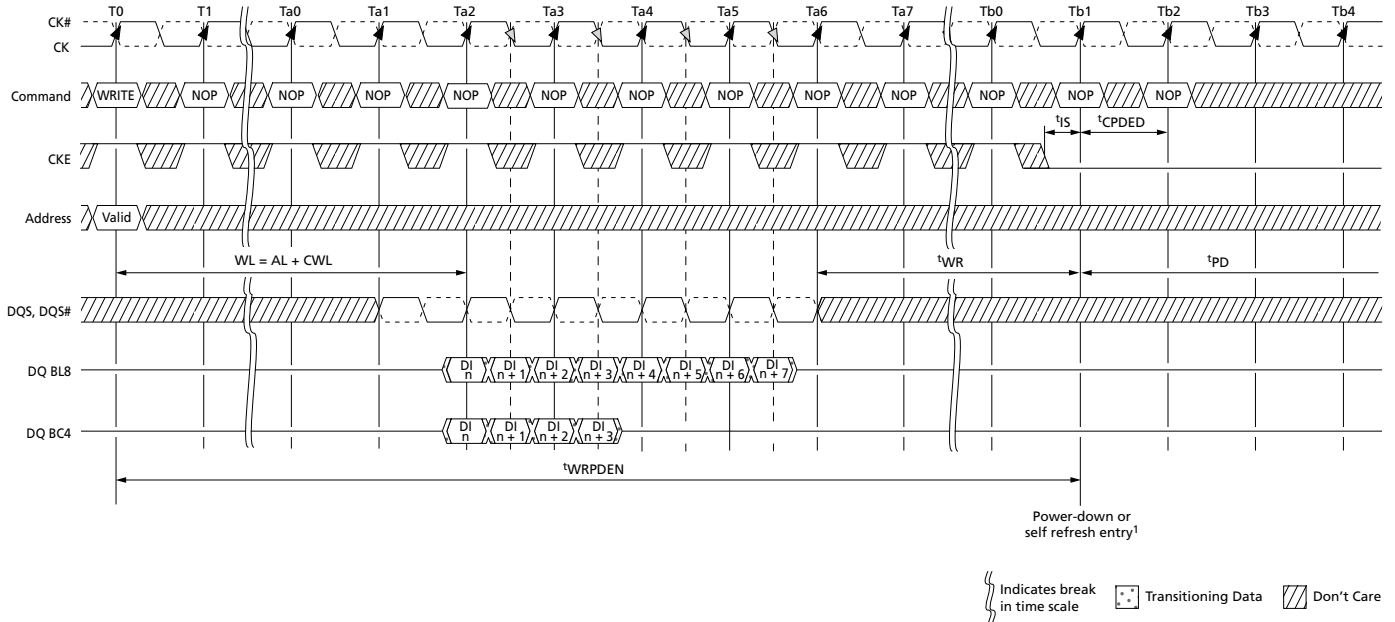 T0 T1 Ta0 Ta1 Ta2 Ta3 Ta4 Ta5 Ta6 Ta7 Tb0 Tb1 Tb2 Tb3 Tb4
CK#
CK
Command WRITE NOP NOP NOP NOP NOP NOP NOP NOP NOP NOP NOP NOP
tIS tCPDED
CKE
Address Valid
WL = AL + CWL tWR tPD
DQS, DQS#
DQ BL8 DI n DI n + 1 DI n + 2 DI n + 3 DI n + 4 DI n + 5 DI n + 6 DI n + 7
DQ BC4 DI n DI n + 1 DI n + 2 DI n + 3
tWRPDEN
Power-down or
self refresh entry1
Indicates break
in time scale
Transitioning Data
Don't Care